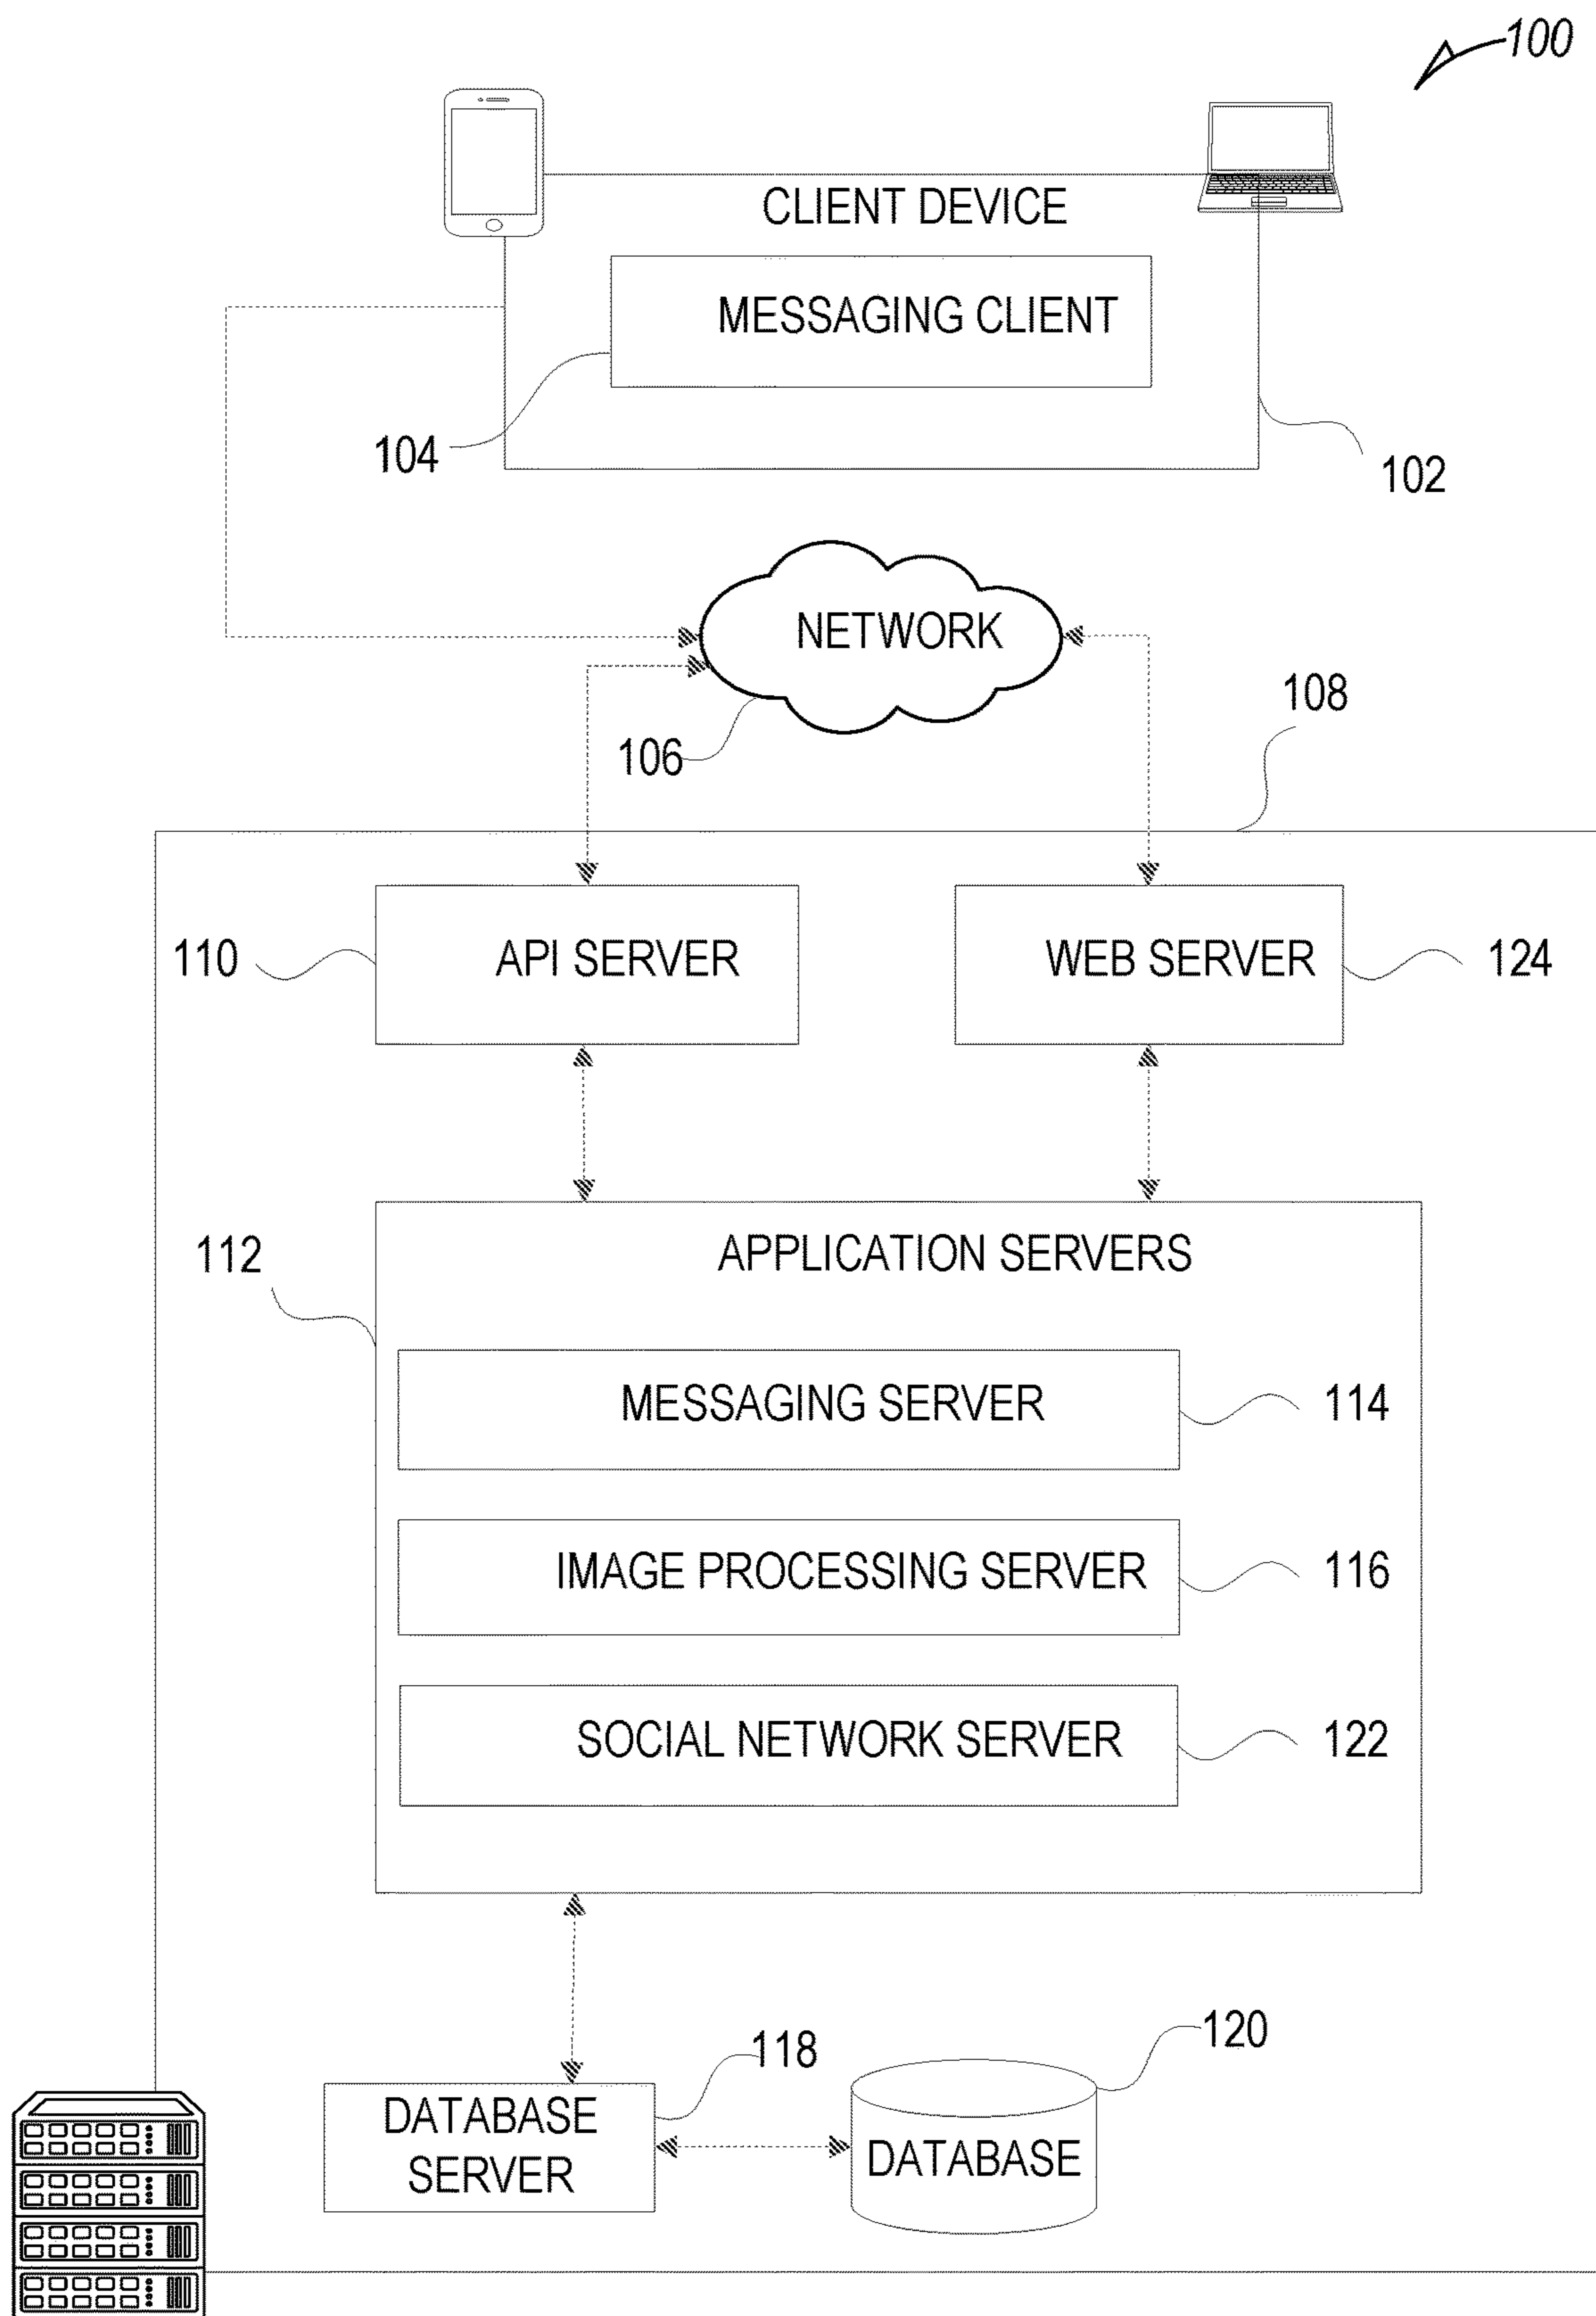 100
CLIENT DEVICE
MESSAGING CLIENT
104
102
NETWORK
106
108
110
API SERVER
WEB SERVER
124
112
APPLICATION SERVERS
MESSAGING SERVER
114
IMAGE PROCESSING SERVER
116
SOCIAL NETWORK SERVER
122
118
120
DATABASE
SERVER
DATABASE